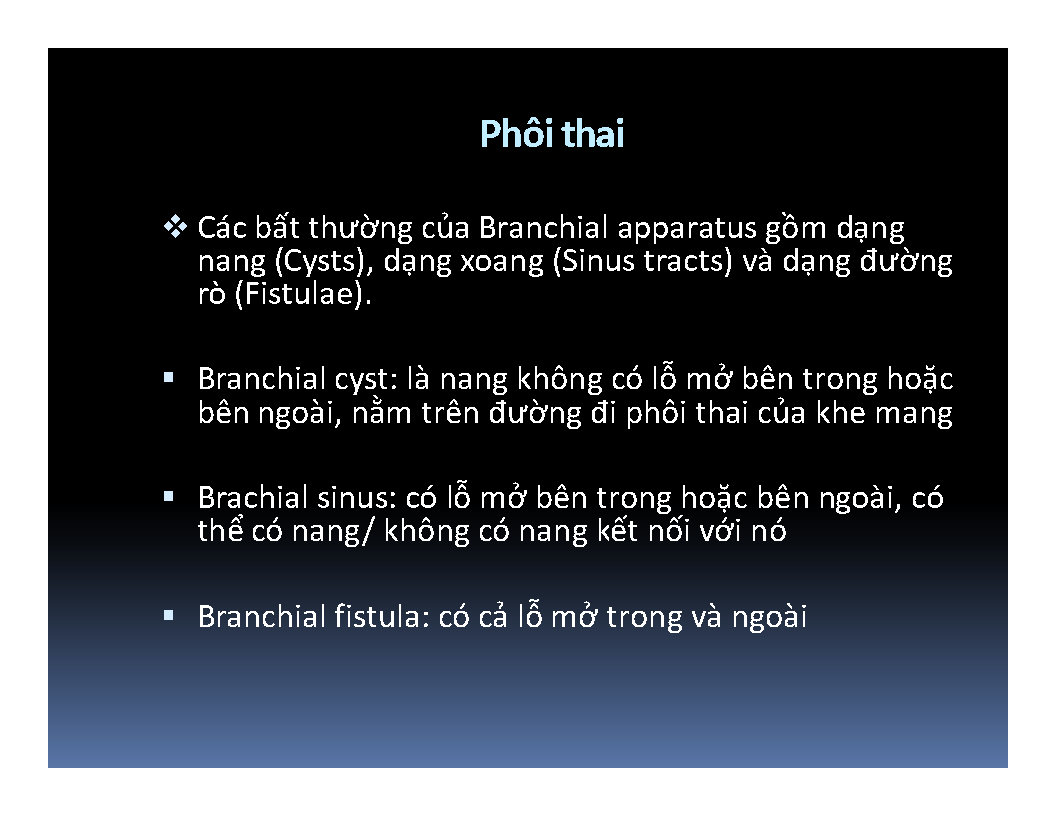 Phôi thai
❖ Các bất thường của Branchial apparatus gồm dạng
nang (Cysts), dạng xoang (Sinus tracts) và dạng đường
rò (Fistulae).
▪ Branchial cyst: là nang không có lỗ mở bên trong hoặc
bên ngoài, nằm trên đường đi phôi thai của khe mang
▪ Brachial sinus: có lỗ mở bên trong hoặc bên ngoài, có
thể có nang/ không có nang kết nối với nó
▪ Branchial fistula: có cả lỗ mở trong và ngoài